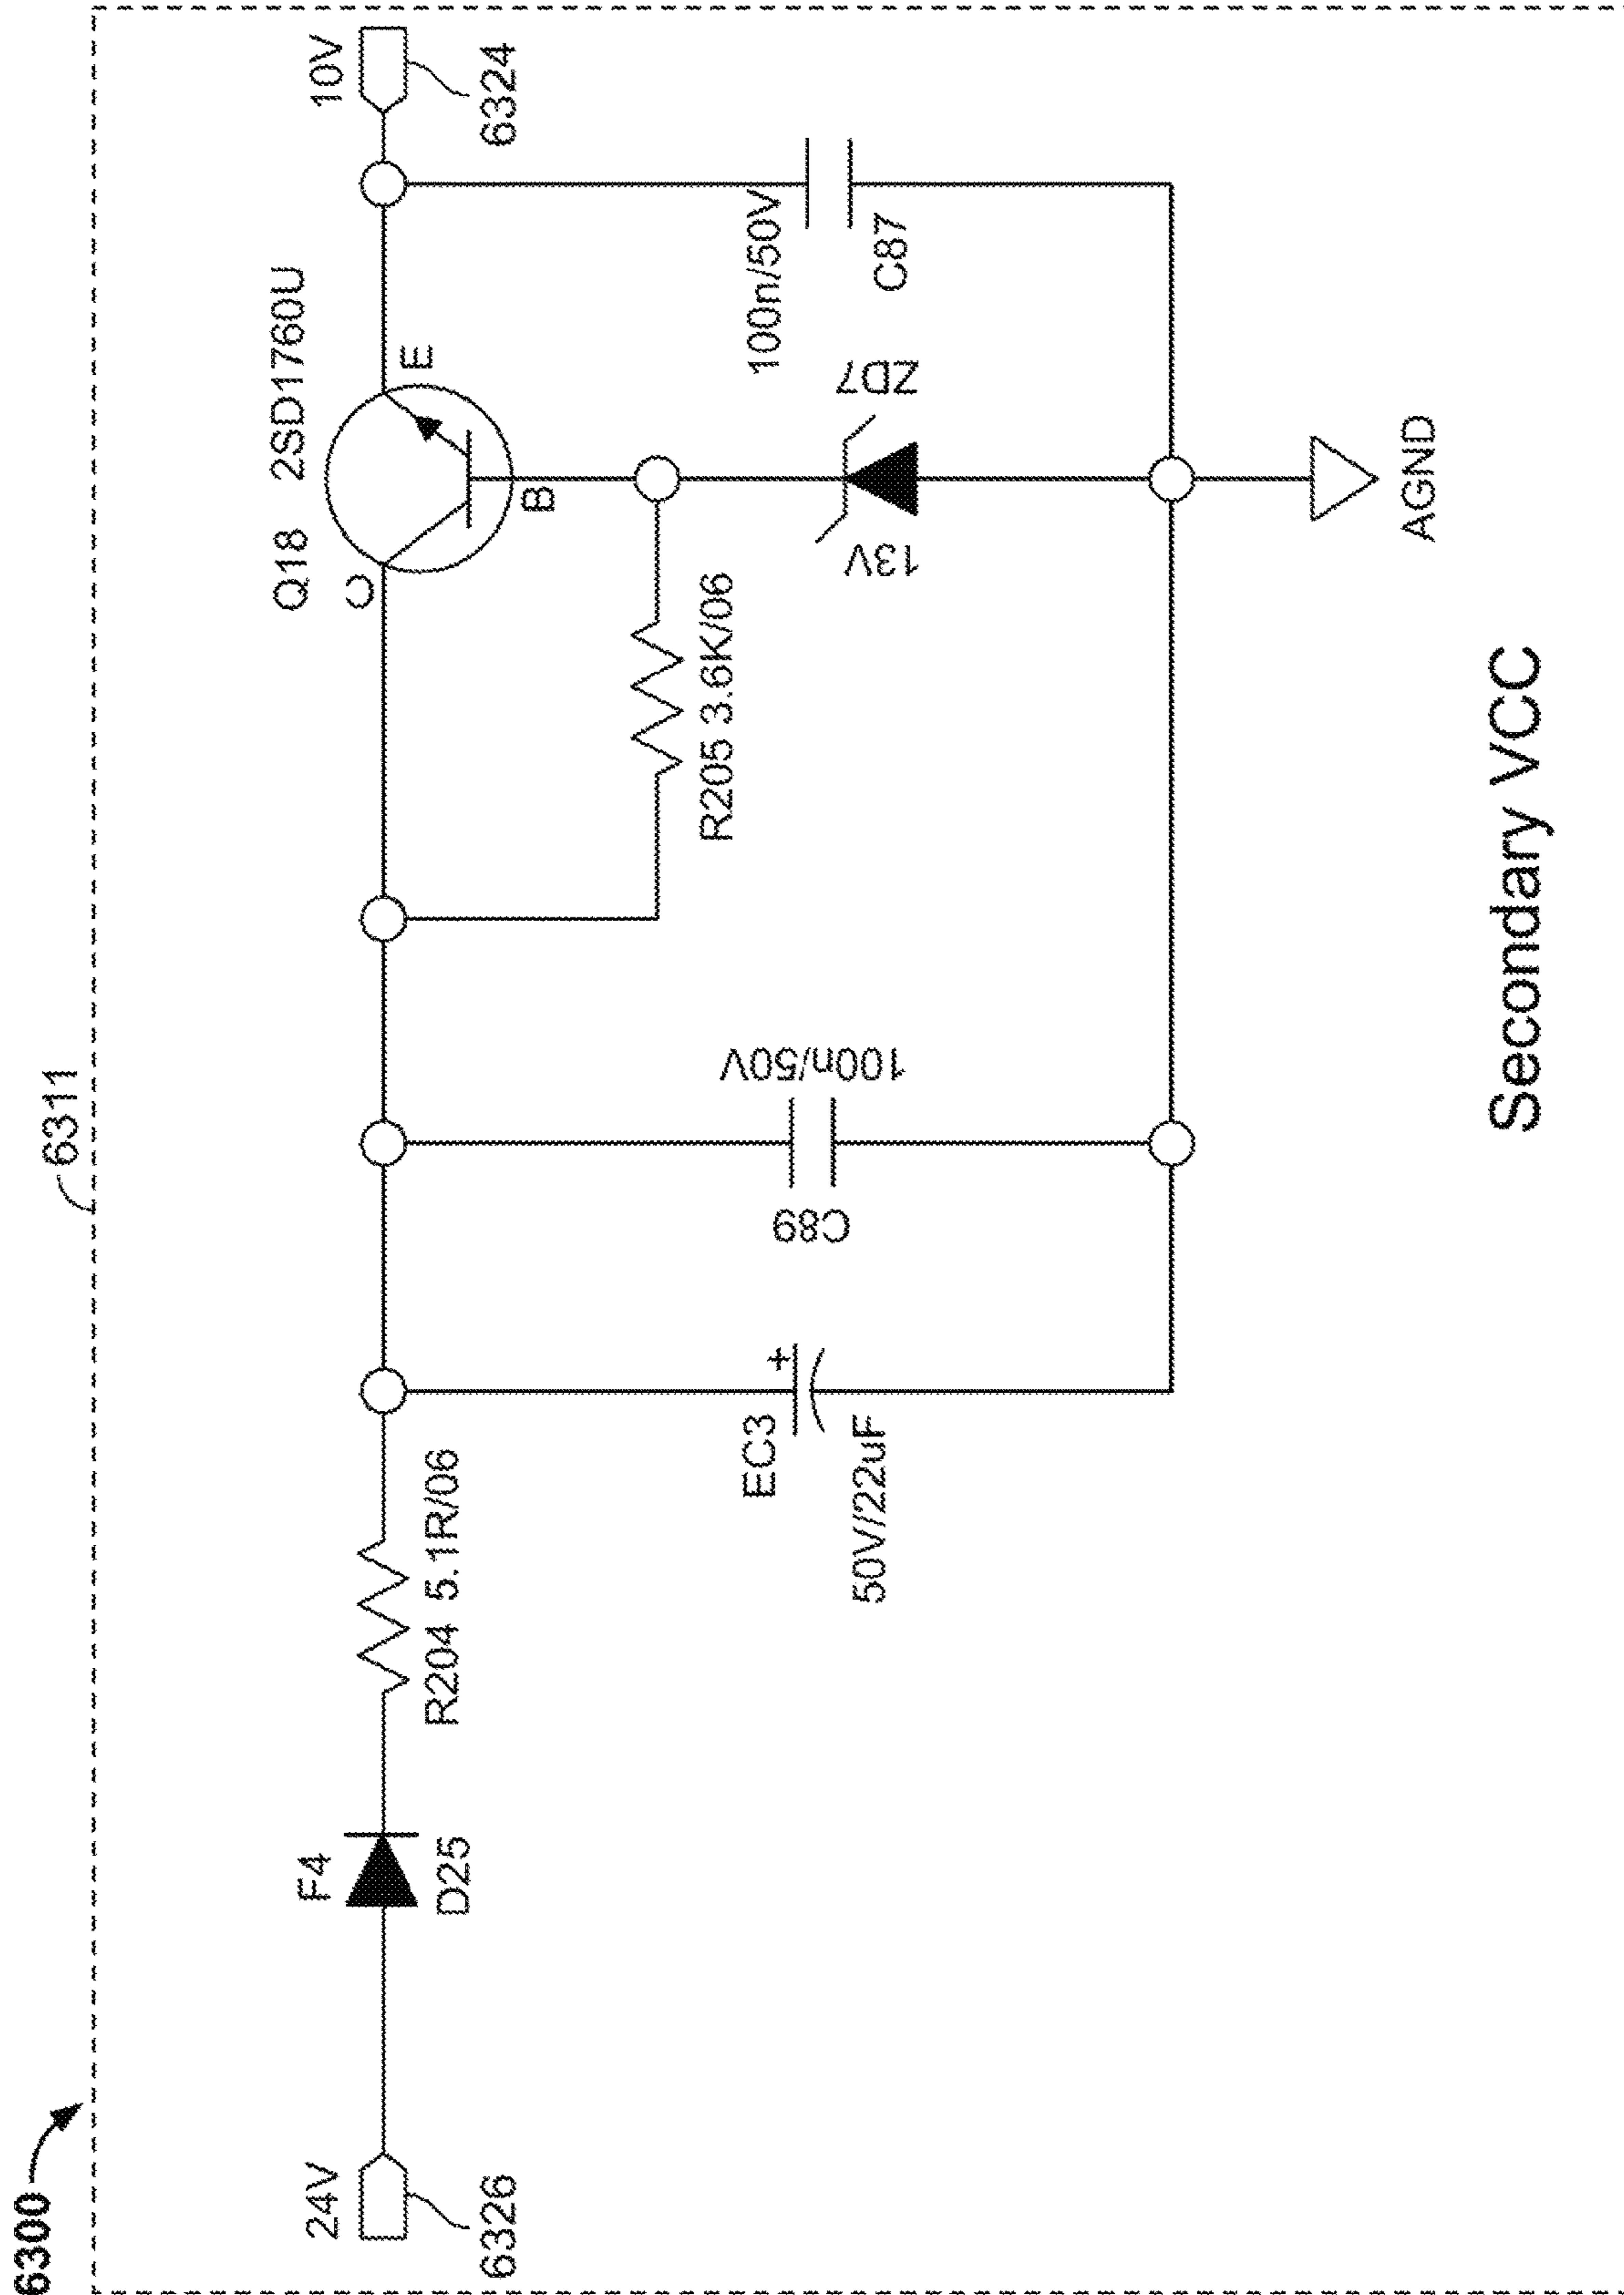 6300
6311
24V
6326
F4
D25
R204 5.1R/06
EC3
+
50V/22uF
C89
100n/50V
R205 3.6K/06
Q18 2SD1760U
C
B
E
13V
ZD7
100n/50V
C87
10V
6324
AGND
Secondary VCC